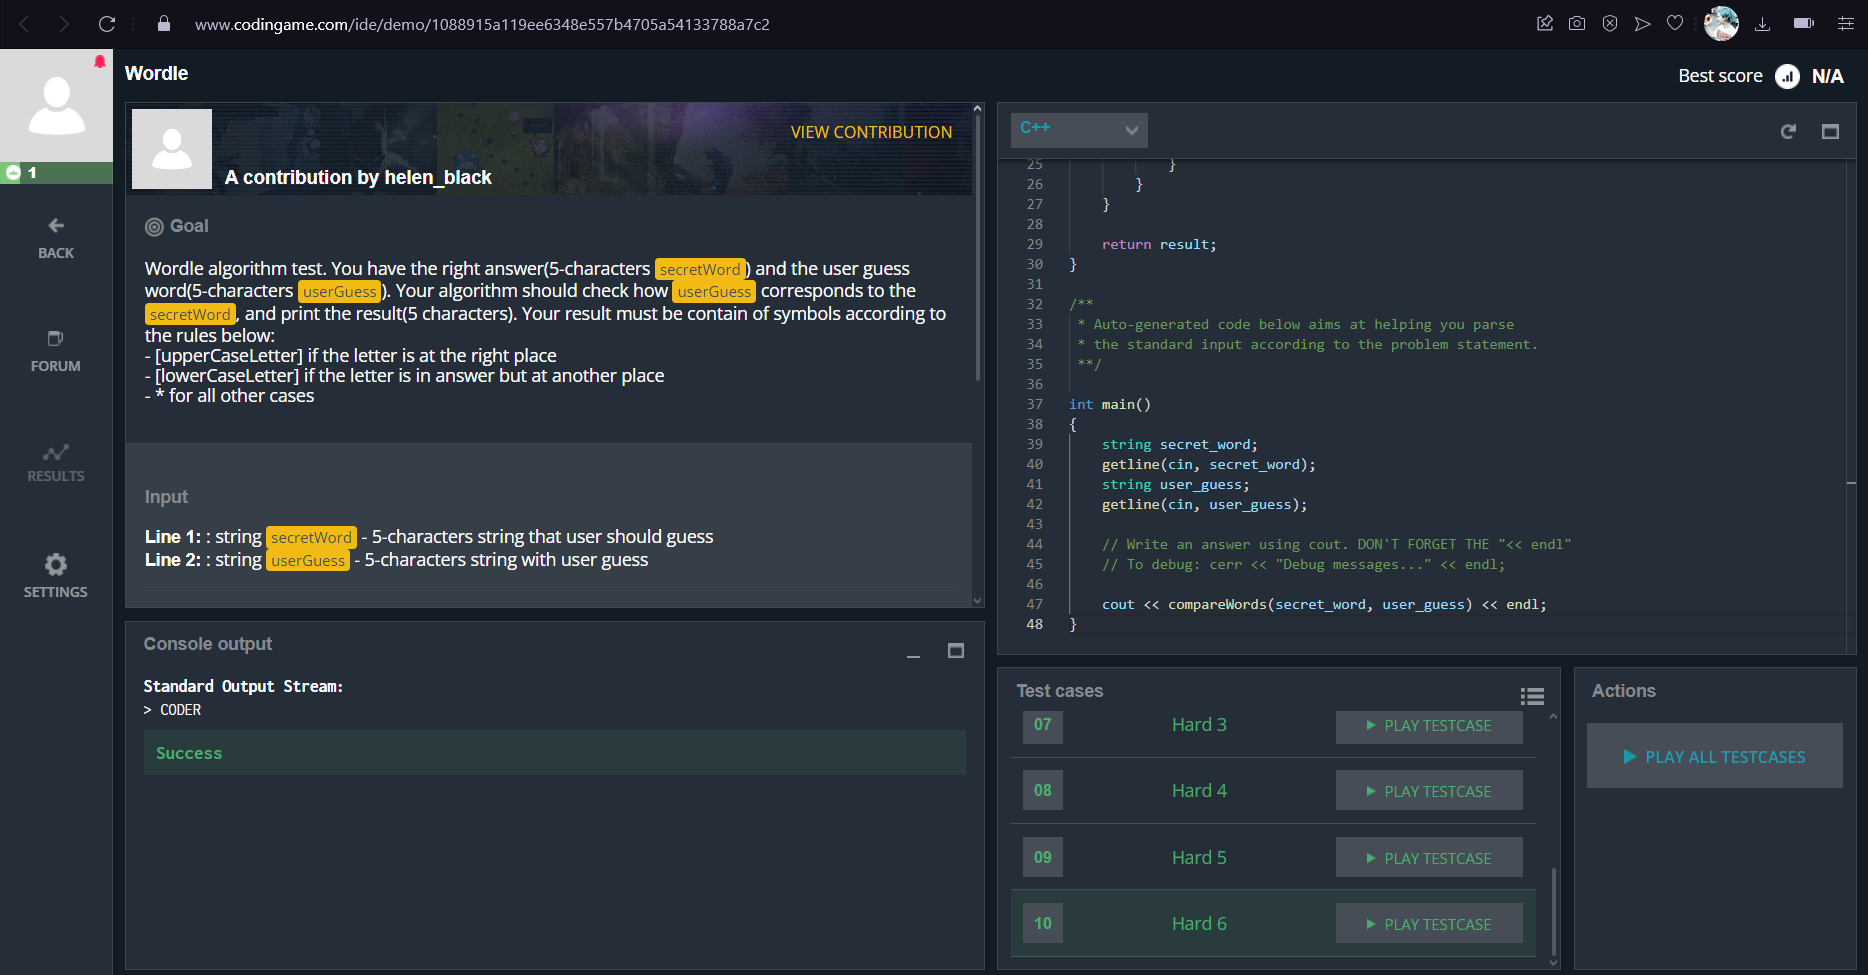 www.codingame.com/ide/demo/1088915a119ee6348e557b4705a54133788a7c2
Wordle
Best score N/A
1
BACK
FORUM
RESULTS
SETTINGS
VIEW CONTRIBUTION
A contribution by helen_black
Goal
Wordle algorithm test. You have the right answer(5-characters secretWord) and the user guess
word(5-characters userGuess). Your algorithm should check how userGuess corresponds to the
secretWord, and print the result(5 characters). Your result must be contain of symbols according to
the rules below:
- [upperCaseLetter] if the letter is at the right place
- [lowerCaseLetter] if the letter is in answer but at another place
- * for all other cases
Input
Line 1: : string secretWord - 5-characters string that user should guess
Line 2: : string userGuess - 5-characters string with user guess
Console output
Standard Output Stream:
> CODER
Success
C++
25 }
26 }
27 }
28
29 return result;
30 }
31
32 /**
33 * Auto-generated code below aims at helping you parse
34 * the standard input according to the problem statement.
35 **/
36
37 int main()
38 {
39 string secret_word;
40 getline(cin, secret_word);
41 string user_guess;
42 getline(cin, user_guess);
43
44 // Write an answer using cout. DON'T FORGET THE "<< endl"
45 // To debug: cerr << "Debug messages..." << endl;
46
47 cout << compareWords(secret_word, user_guess) << endl;
48 }
Test cases
07 Hard 3 PLAY TESTCASE
08 Hard 4 PLAY TESTCASE
09 Hard 5 PLAY TESTCASE
10 Hard 6 PLAY TESTCASE
Actions
PLAY ALL TESTCASES